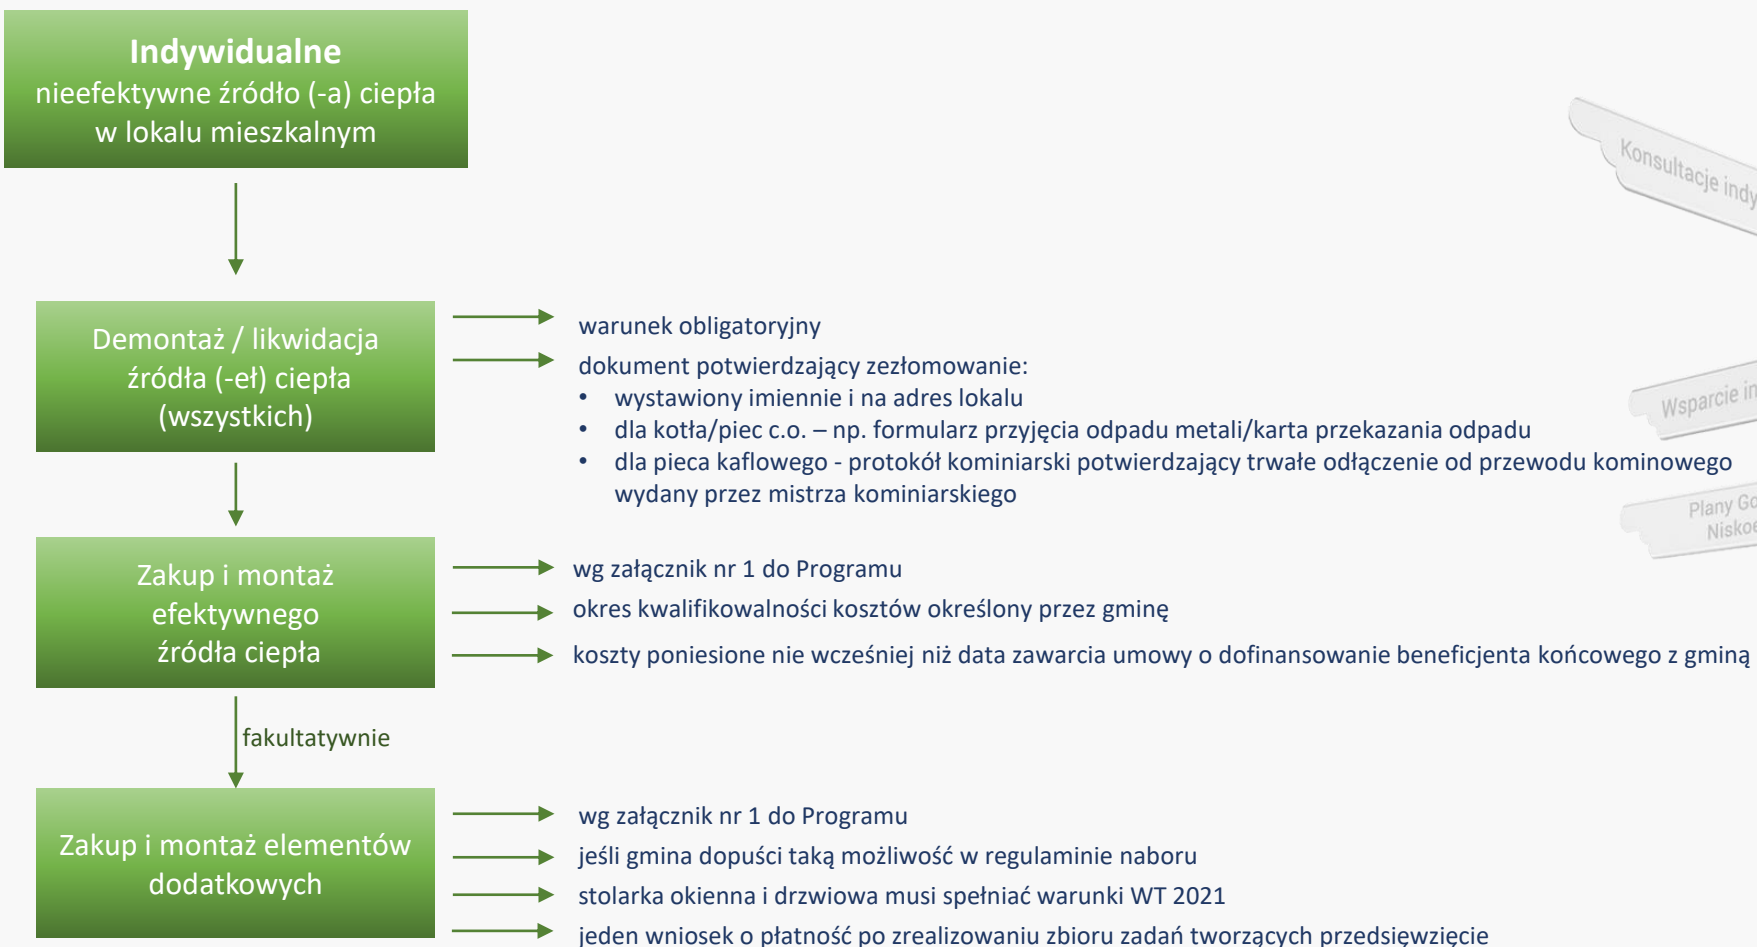 Indywidualne
nieefektywne źródło (-a) ciepła
w lokalu mieszkalnym
Konsultacje
Demontaż / likwidacja
źródła (-eł) ciepła
(wszystkich)
warunek obligatoryjny
dokument potwierdzający zezłomowanie:
• wystawiony imiennie i na adres lokalu
• dla kotła/piec c.o. – np. formularz przyjęcia odpadu metali/karta przekazania odpadu
• dla pieca kaflowego - protokół kominiarski potwierdzający trwałe odłączenie od przewodu kominowego
wydany przez mistrza kominiarskiego
Wsparcie
Plany
Zakup i montaż
efektywnego
źródła ciepła
wg załącznik nr 1 do Programu
okres kwalifikowalności kosztów określony przez gminę
koszty poniesione nie wcześniej niż data zawarcia umowy o dofinansowanie beneficjenta końcowego z gminą
fakultatywnie
Zakup i montaż elementów
dodatkowych
wg załącznik nr 1 do Programu
jeśli gmina dopuści taką możliwość w regulaminie naboru
stolarka okienna i drzwiowa musi spełniać warunki WT 2021
jeden wniosek o płatność po zrealizowaniu zbioru zadań tworzących przedsięwzięcie